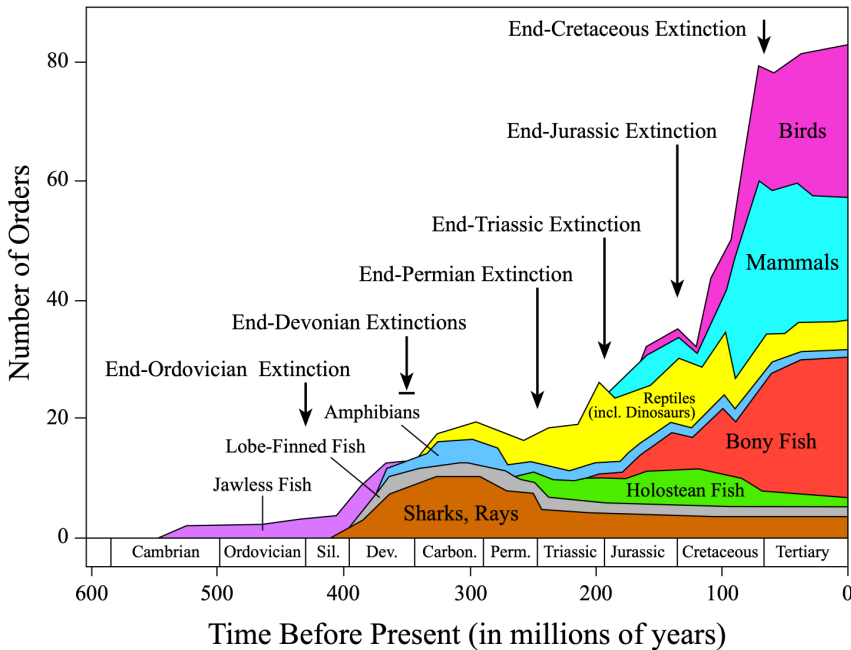 End-Cretaceous Extinction
80
Birds
End-Jurassic Extinction
60
End-Triassic Extinction
Mammals
End-Permian Extinction
40
End-Devonian Extinctions
End-Ordovician Extinction
Amphibians
Reptiles
(incl. Dinosaurs)
20
Lobe-Finned Fish
Bony Fish
Jawless Fish
Holostean Fish
Sharks, Rays
0
Cambrian Ordovician Sil. Dev. Carbon. Perm. Triassic Jurassic Cretaceous Tertiary
600 500 400 300 200 100 0
Time Before Present (in millions of years)
Number of Orders